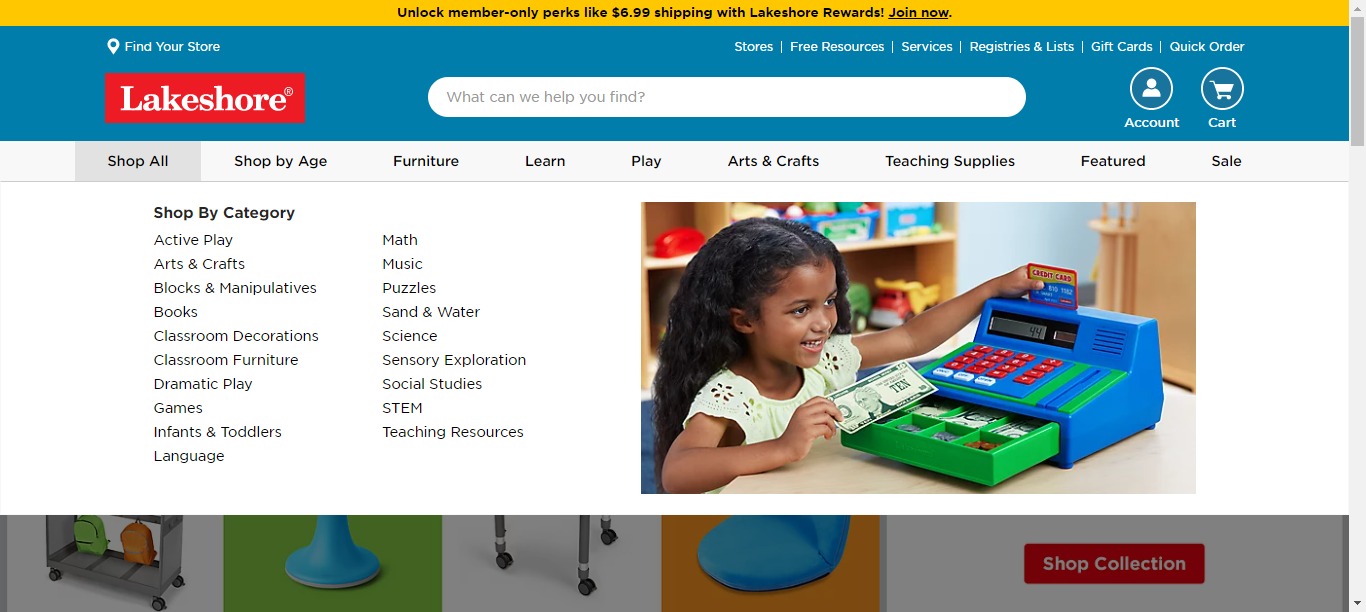 Unlock member-only perks like $6.99 shipping with Lakeshore Rewards! Join now.
Find Your Store
Stores | Free Resources | Services | Registries & Lists | Gift Cards | Quick Order
Lakeshore®
What can we help you find?
Account
Cart
Shop All
Shop by Age
Furniture
Learn
Play
Arts & Crafts
Teaching Supplies
Featured
Sale
Shop By Category
Active Play
Arts & Crafts
Blocks & Manipulatives
Books
Classroom Decorations
Classroom Furniture
Dramatic Play
Games
Infants & Toddlers
Language
Math
Music
Puzzles
Sand & Water
Science
Sensory Exploration
Social Studies
STEM
Teaching Resources
CREDIT CARD
44
TEN
Shop Collection